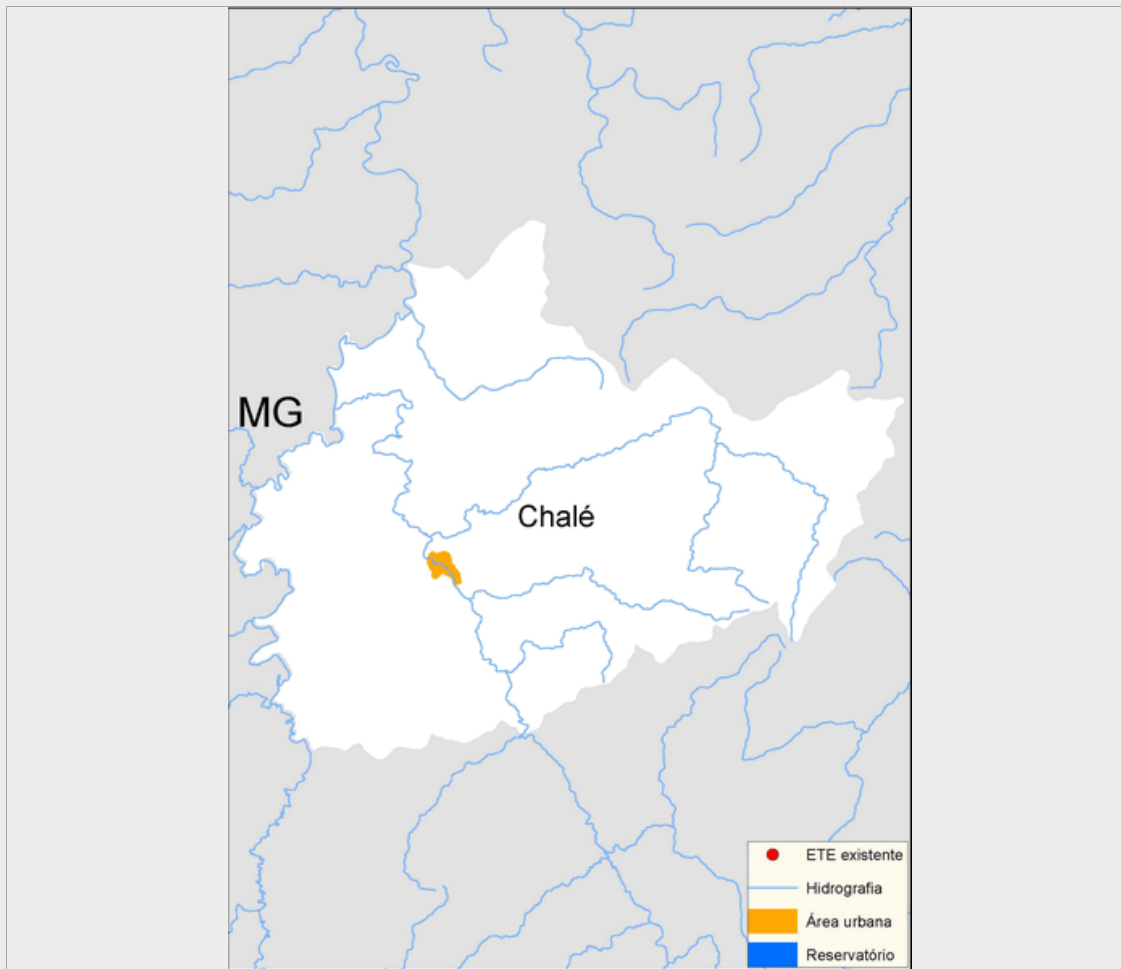 MG
Chalé
ETE existente
Hidrografia
Área urbana
Reservatório